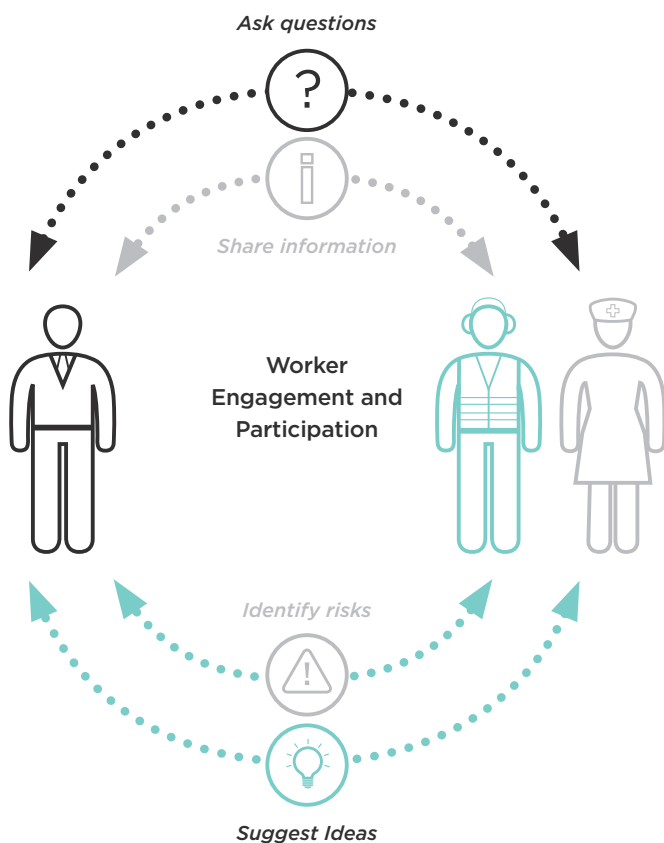 Ask questions
?
i
Share information
Worker
Engagement and
Participation
Identify risks
!
Suggest Ideas